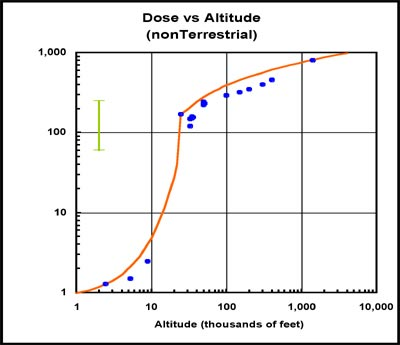 Dose vs Altitude
(nonTerrestrial)
1,000
100
10
1
1 10 100 1,000 10,000
Altitude (thousands of feet)